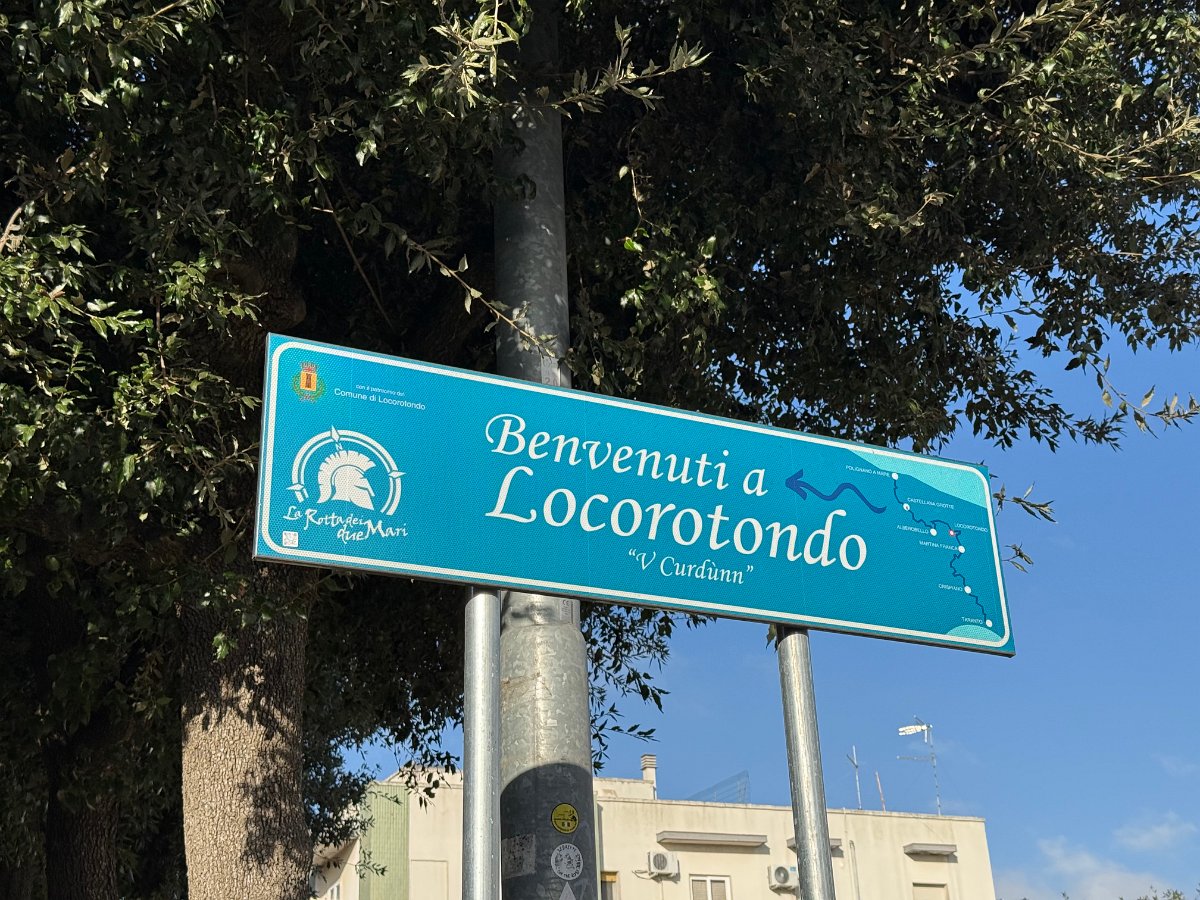 con il patrocinio del
Comune di Locorotondo
N
La Rotta dei
due Mari
Benvenuti a
Locorotondo
“V Curdùnn”
POLIGNANO A MARE
CASTELLANA GROTTE
ALBEROBELLO
LOCOROTONDO
MARTINA FRANCA
CRISPIANO
TARANTO